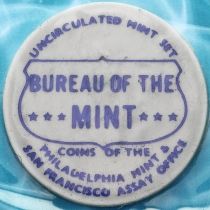 UNCIRCULATED MINT SET
BUREAU OF THE
MINT
COINS OF THE
PHILADELPHIA MINT &
SAN FRANCISCO ASSAY OFFICE